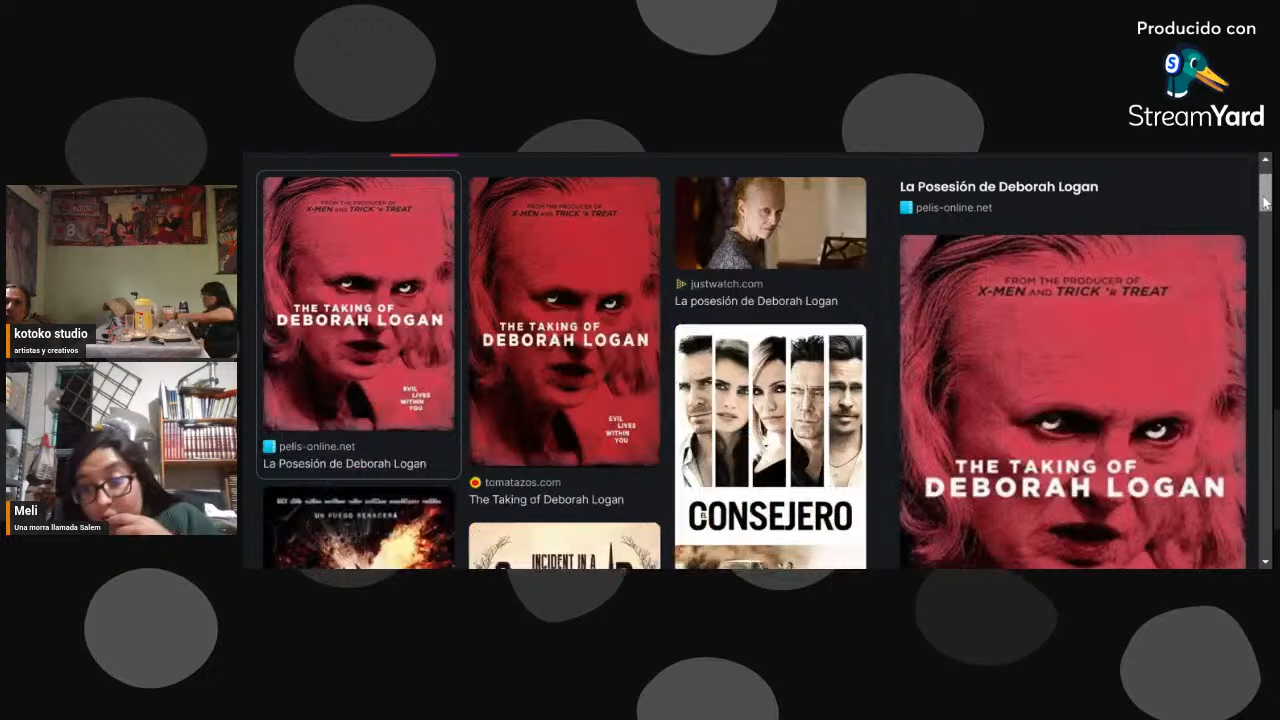 Producido con
StreamYard
kotoko studio
artistas y creativos
Meli
Una morra llamada Salem
FROM THE PRODUCER OF
X-MEN AND TRICK 'R TREAT
THE TAKING OF
DEBORAH LOGAN
EVIL
LIVES
WITHIN
YOU
pelis-online.net
La Posesión de Deborah Logan
UN FUEGO RENACERÁ
FROM THE PRODUCER OF
X-MEN AND TRICK 'R TREAT
THE TAKING OF
DEBORAH LOGAN
EVIL
LIVES
WITHIN
YOU
tomatazos.com
The Taking of Deborah Logan
INCIDENT IN A
justwatch.com
La posesión de Deborah Logan
EL CONSEJERO
La Posesión de Deborah Logan
pelis-online.net
FROM THE PRODUCER OF
X-MEN AND TRICK 'R TREAT
THE TAKING OF
DEBORAH LOGAN